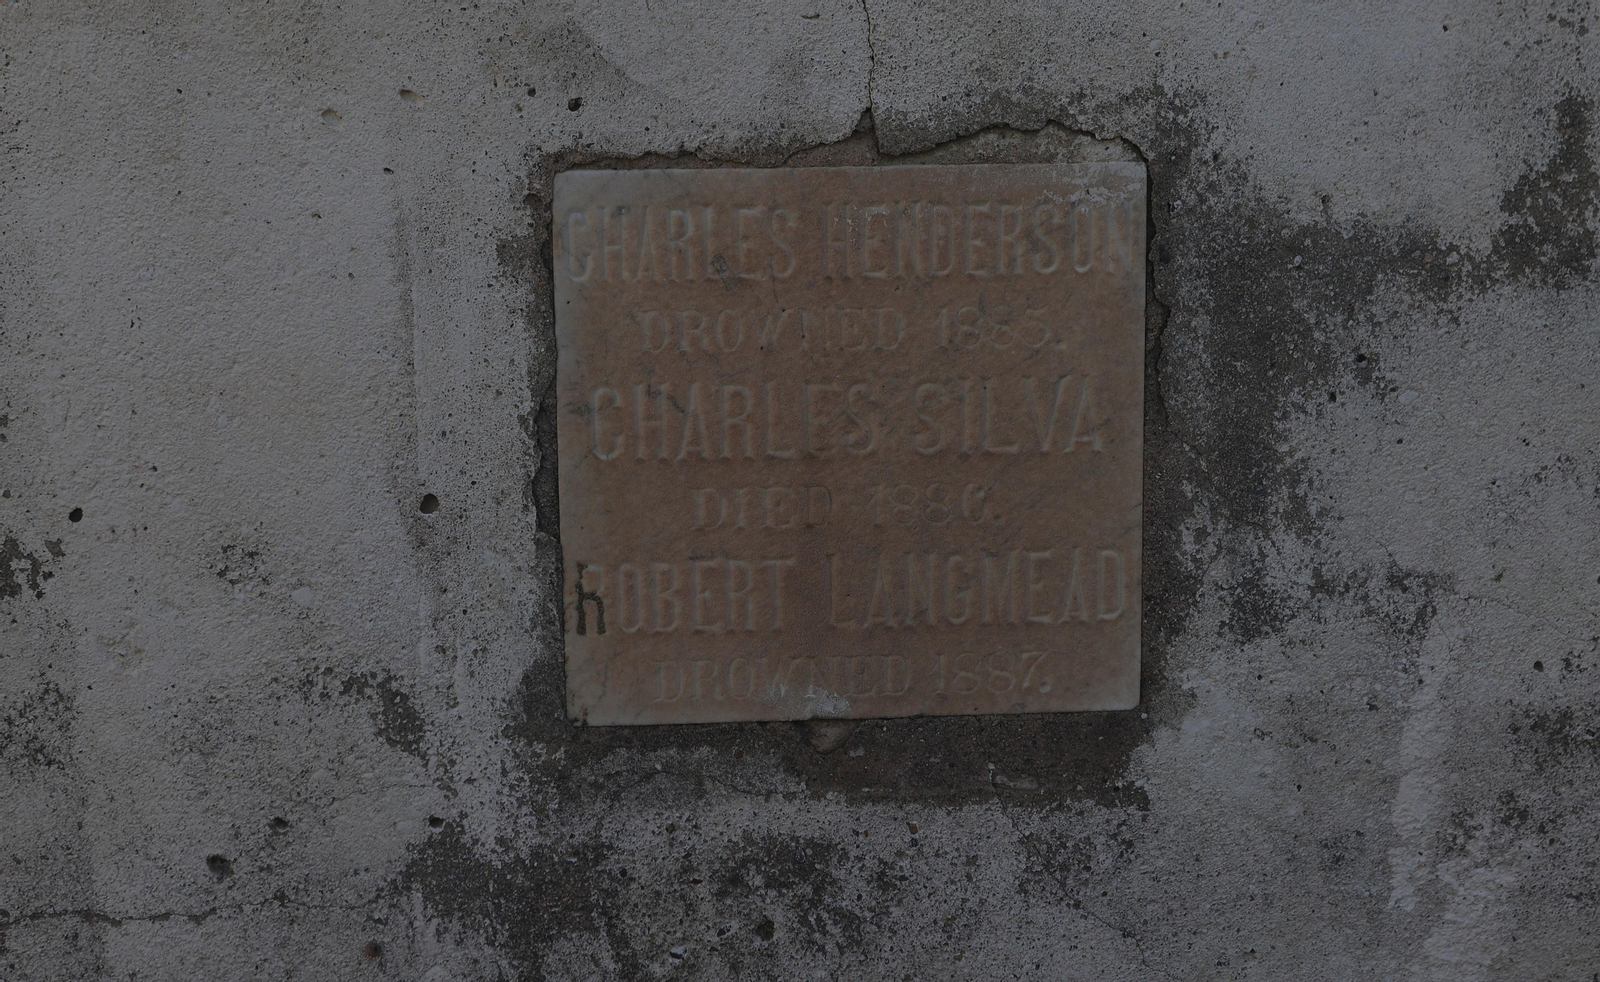 CHARLES HENDERSON
DROWNED 1885.
CHARLES SILVA
DIED 1886.
ROBERT LANGMEAD
DROWNED 1887.